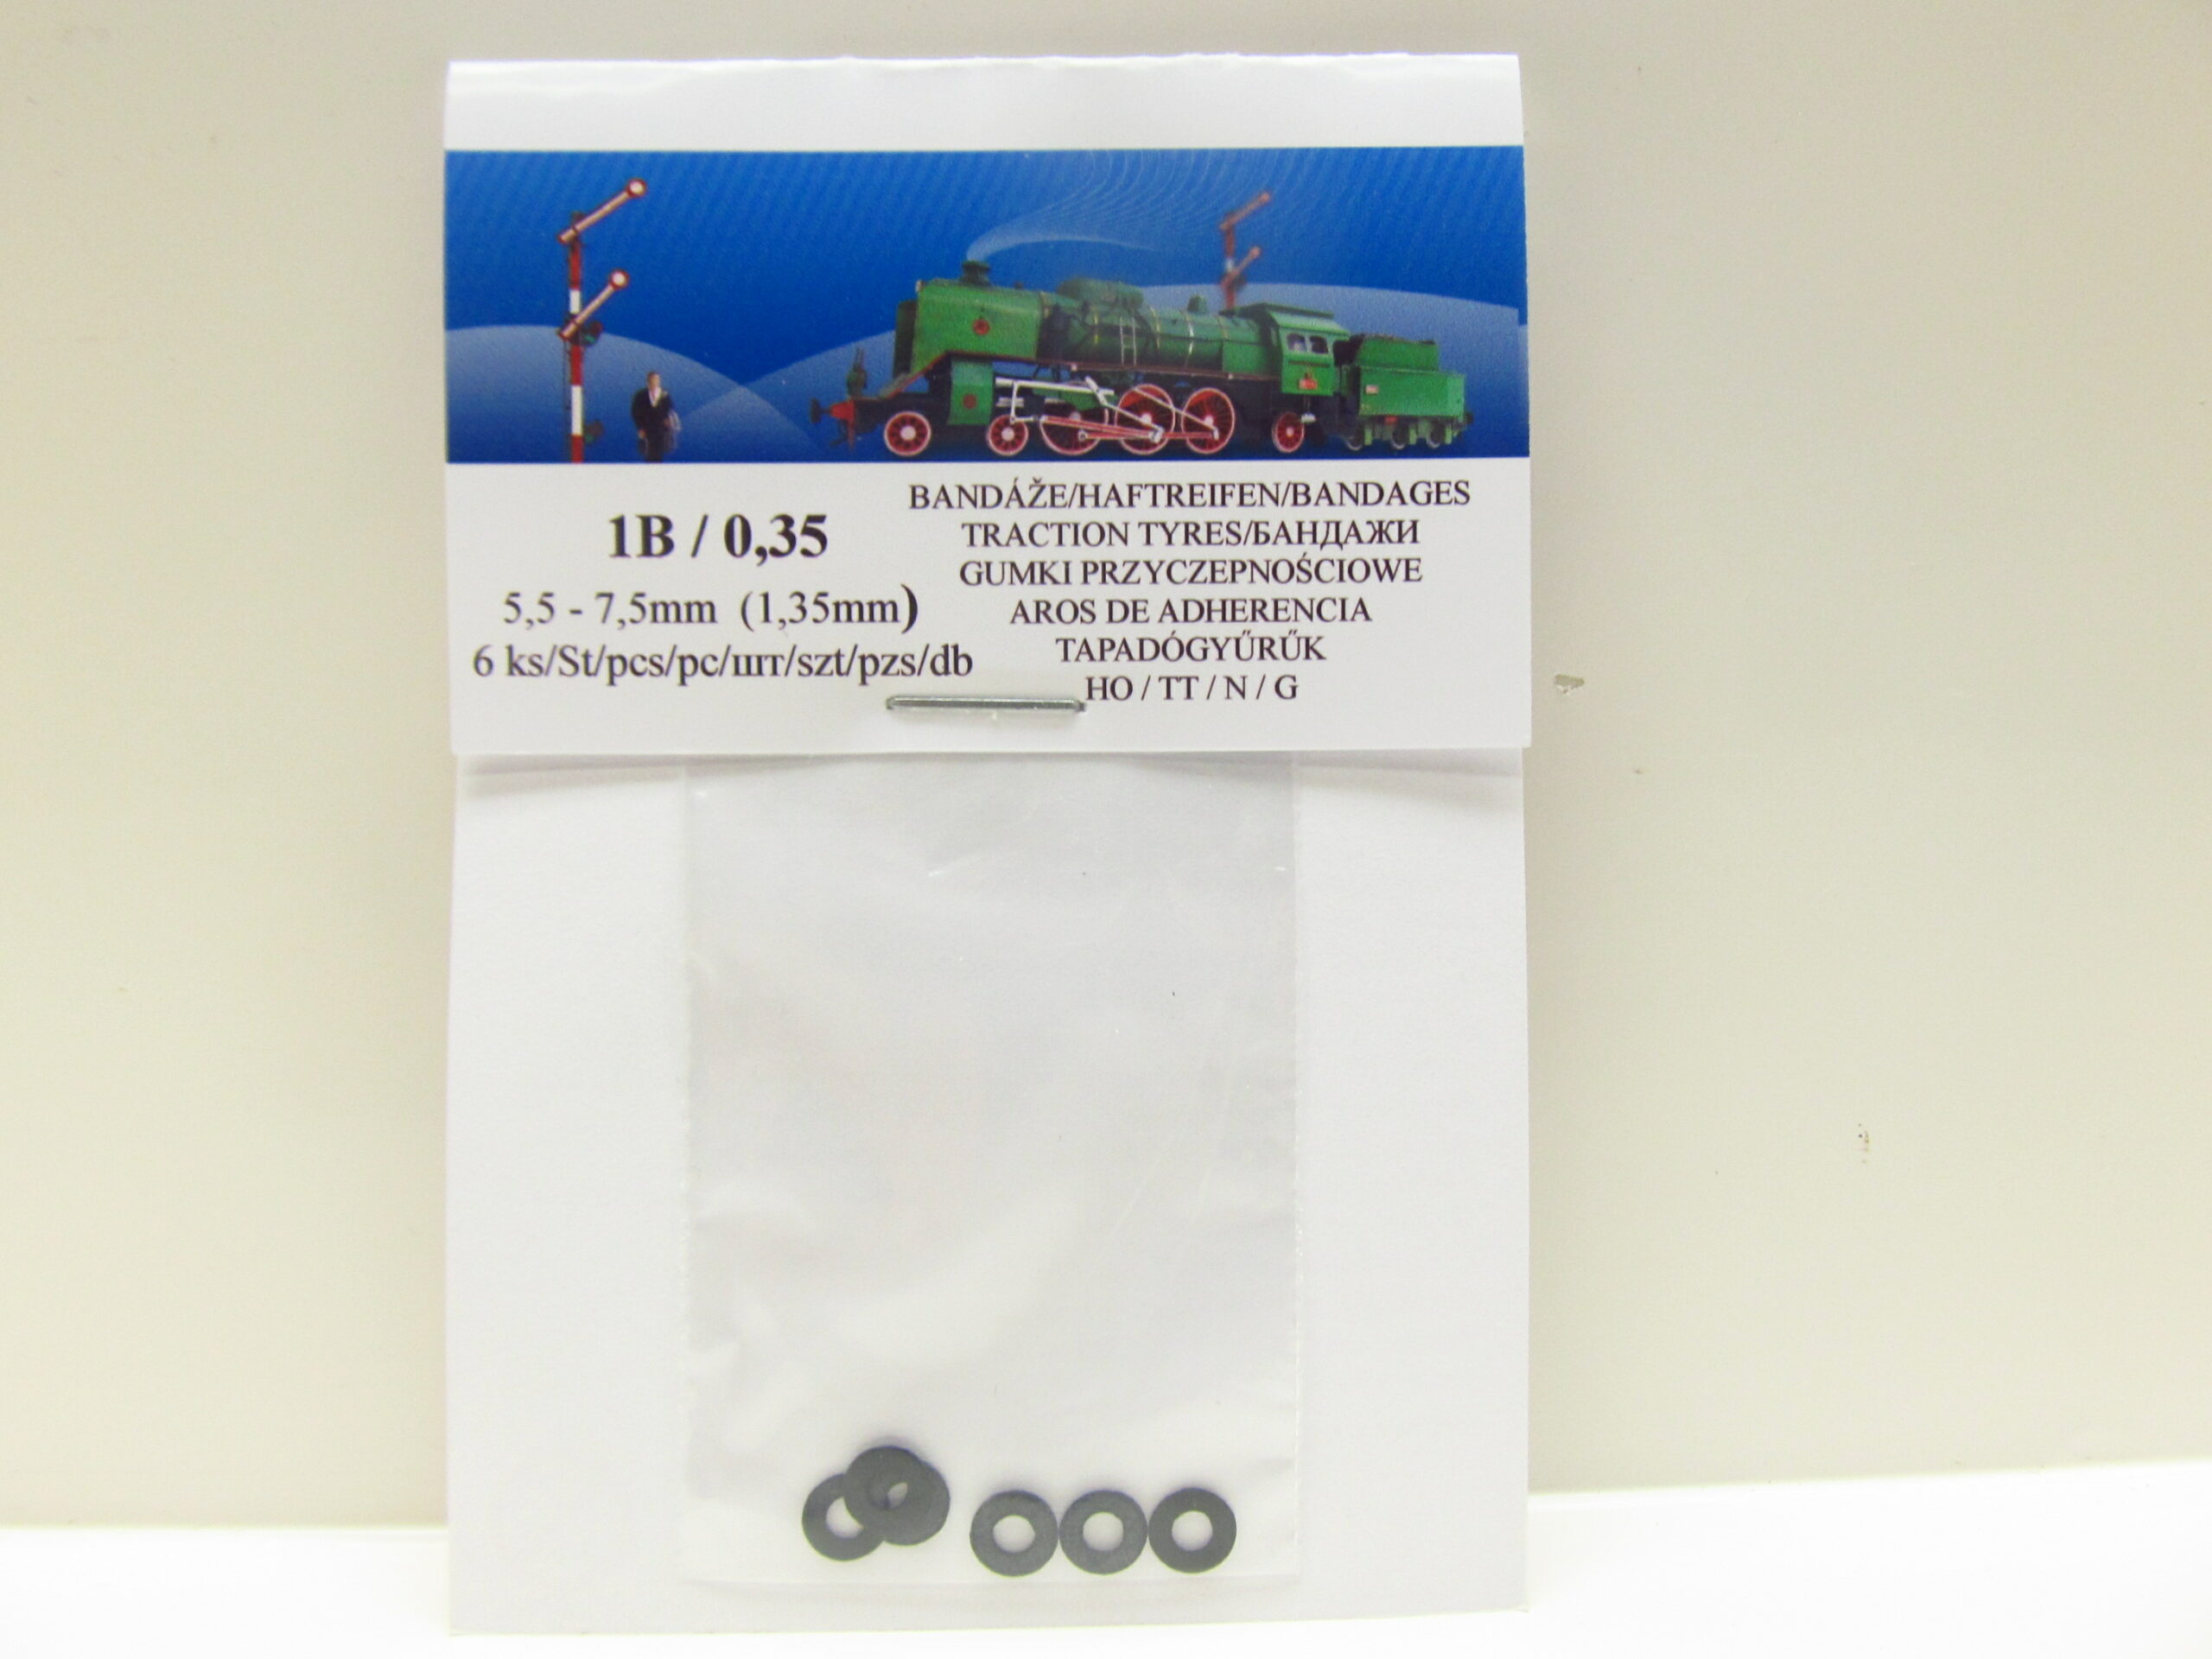 1B / 0,35
5,5 - 7,5mm (1,35mm)
6 ks/St/pcs/pc/шт/szt/pzs/db
BANDÁŽE/HAFTREIFEN/BANDAGES
TRACTION TYRES/БАНДАЖИ
GUMKI PRZYCZEPNOŚCIOWE
AROS DE ADHERENCIA
TAPADÓGYŰRŰK
HO / TT / N / G